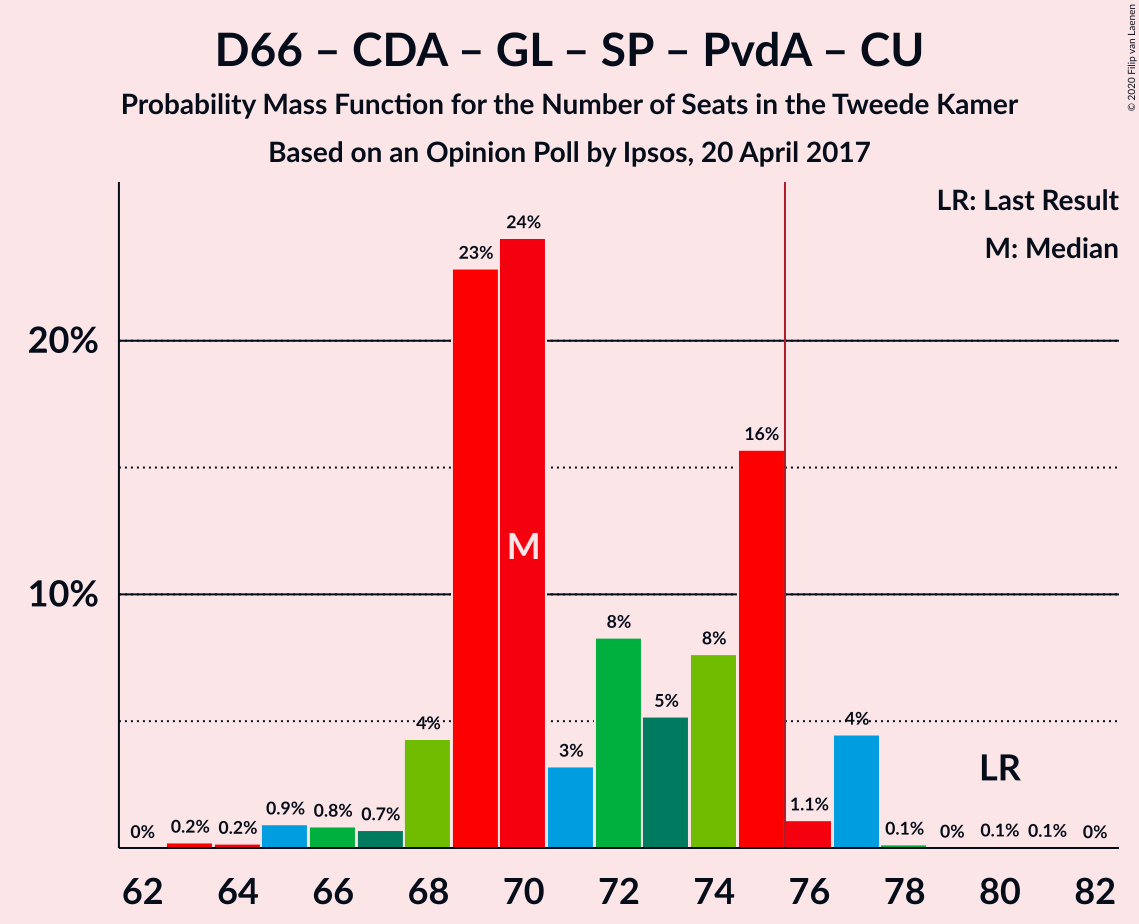 D66 – CDA – GL – SP – PvdA – CU
Probability Mass Function for the Number of Seats in the Tweede Kamer
Based on an Opinion Poll by Ipsos, 20 April 2017
© 2020 Filip van Laenen
LR: Last Result
M: Median
20%
10%
0%
0.2%
0.2%
0.9%
0.8%
0.7%
4%
23%
24%
3%
8%
5%
8%
16%
1.1%
4%
0.1%
0%
0.1%
0.1%
0%
M
LR
62 64 66 68 70 72 74 76 78 80 82